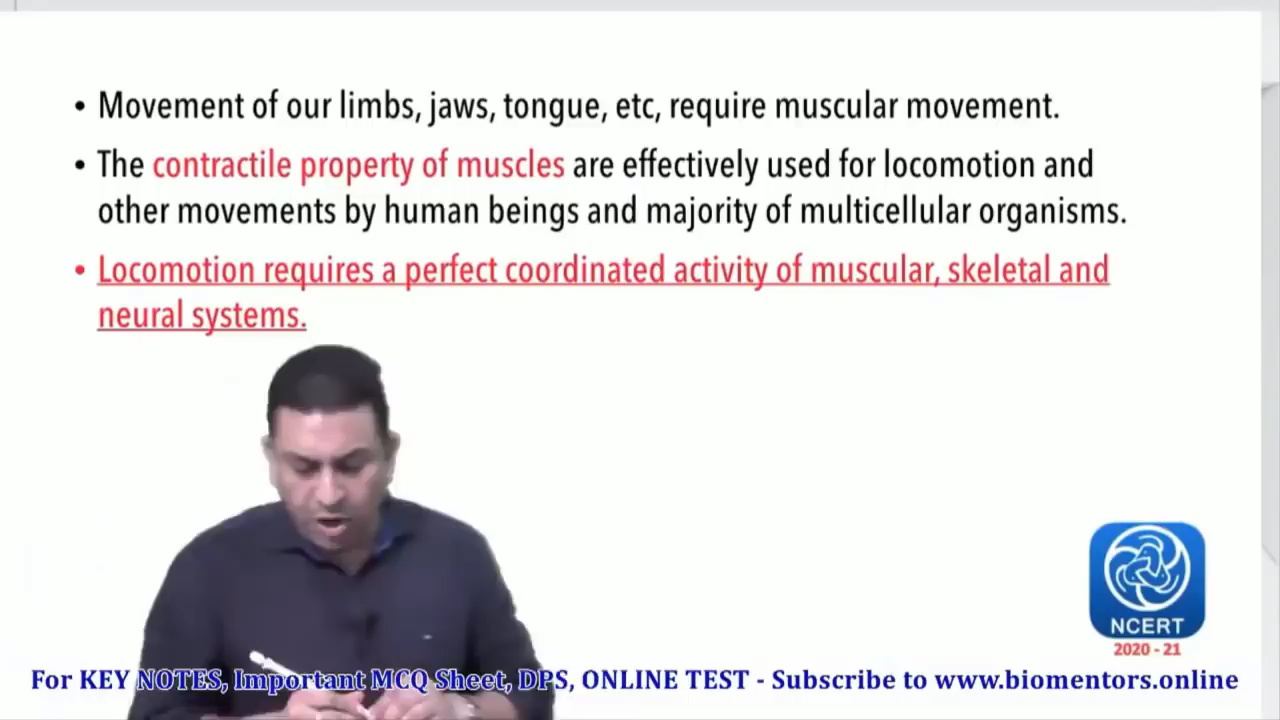 • Movement of our limbs, jaws, tongue, etc, require muscular movement.
• The contractile property of muscles are effectively used for locomotion and
other movements by human beings and majority of multicellular organisms.
• Locomotion requires a perfect coordinated activity of muscular, skeletal and
neural systems.
NCERT
2020 - 21
For KEY NOTES, Important MCQ Sheet, DPS, ONLINE TEST - Subscribe to www.biomentors.online